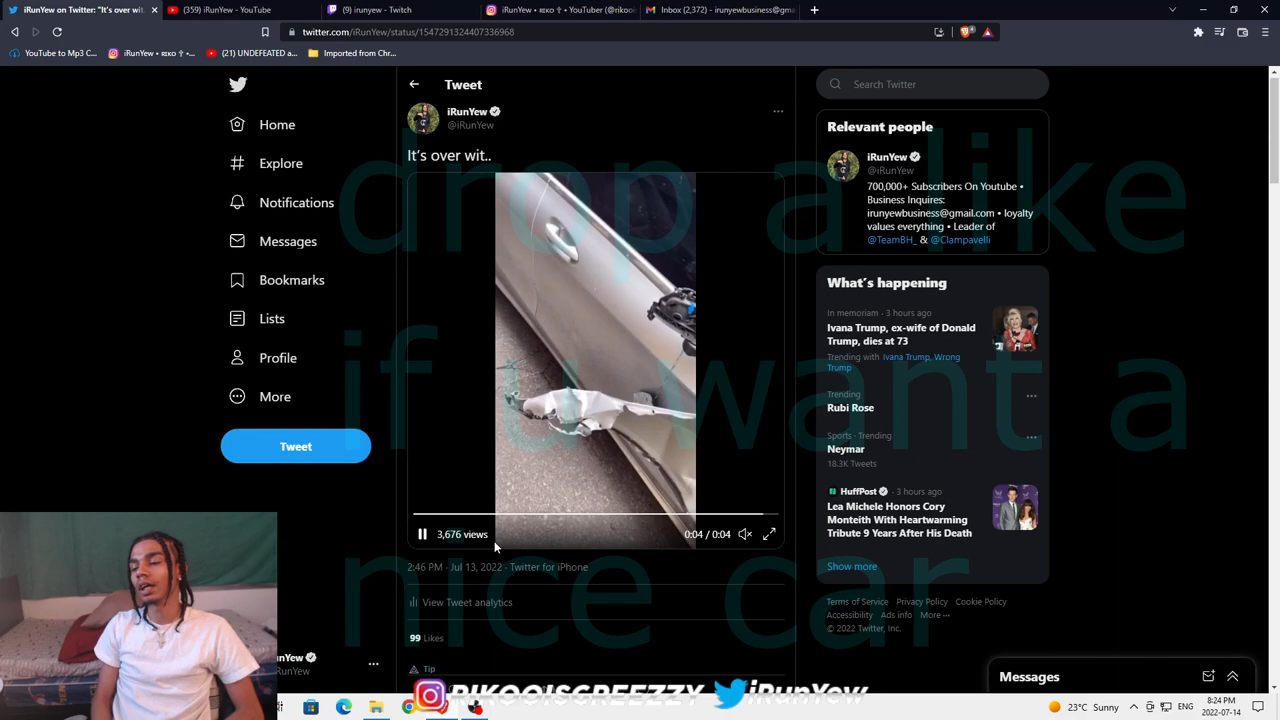 iRunYew on Twitter: "It's over wit
(359) irunYew - YouTube
(9) irunyew - Twitch
Inbox (2,372) - irunyewbusiness@gma
twitter.com/iRunYew/status/1547291324407336968
YouTube to Mp3 C...
(21) UNDEFEATED a...
Imported from Chr...
Tweet
Search Twitter
iRunYew
@iRunYew
Home
Explore
Notifications
Messages
Bookmarks
Lists
Profile
More
Tweet
It's over wit..
3,676 views
0:04 / 0:04
2:46 PM · Jul 13, 2022 · Twitter for iPhone
View Tweet analytics
99 Likes
Tip
Relevant people
iRunYew
@iRunYew
700,000+ Subscribers On Youtube •
Business Inquires:
irunyewbusiness@gmail.com • loyalty
values everything • Leader of
@TeamBH_ & @Clampavelli
What's happening
In memoriam · 3 hours ago
Ivana Trump, ex-wife of Donald
Trump, dies at 73
Trending with Ivana Trump, Wrong
Trump
Trending
Rubi Rose
Sports · Trending
Neymar
18.3K Tweets
HuffPost · 3 hours ago
Lea Michele Honors Cory
Monteith With Heartwarming
Tribute 9 Years After His Death
Show more
Terms of Service Privacy Policy Cookie Policy
Accessibility Ads info More
© 2022 Twitter, Inc.
Messages
drop a like
if u want a
nice car
nYew
unYew
RIKOOISGREEZZY iRunYew
23°C Sunny
ENG
8:24 PM
2022-07-14